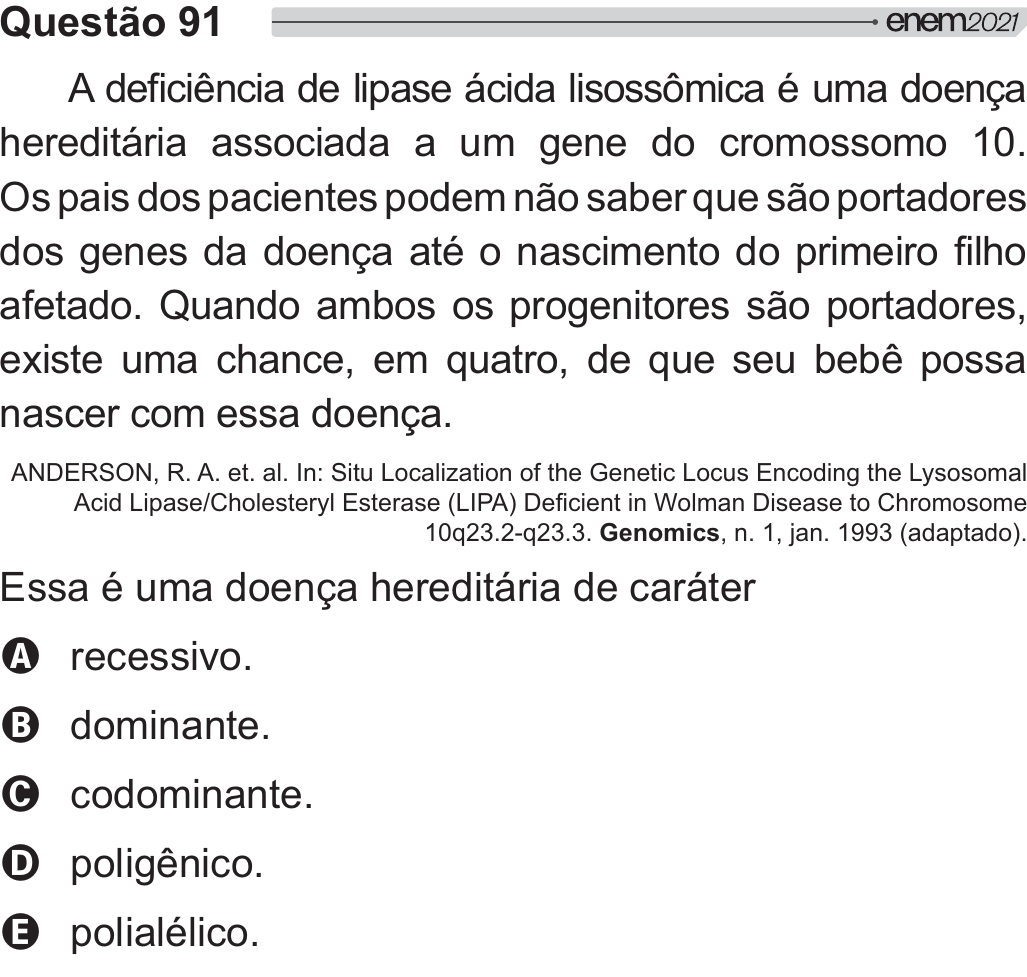 Questão 91
enem2021
A deficiência de lipase ácida lisossômica é uma doença
hereditária associada a um gene do cromossomo 10.
Os pais dos pacientes podem não saber que são portadores
dos genes da doença até o nascimento do primeiro filho
afetado. Quando ambos os progenitores são portadores,
existe uma chance, em quatro, de que seu bebê possa
nascer com essa doença.
ANDERSON, R. A. et. al. In: Situ Localization of the Genetic Locus Encoding the Lysosomal
Acid Lipase/Cholesteryl Esterase (LIPA) Deficient in Wolman Disease to Chromosome
10q23.2-q23.3. Genomics, n. 1, jan. 1993 (adaptado).
Essa é uma doença hereditária de caráter
A recessivo.
B dominante.
C codominante.
D poligênico.
E polialélico.